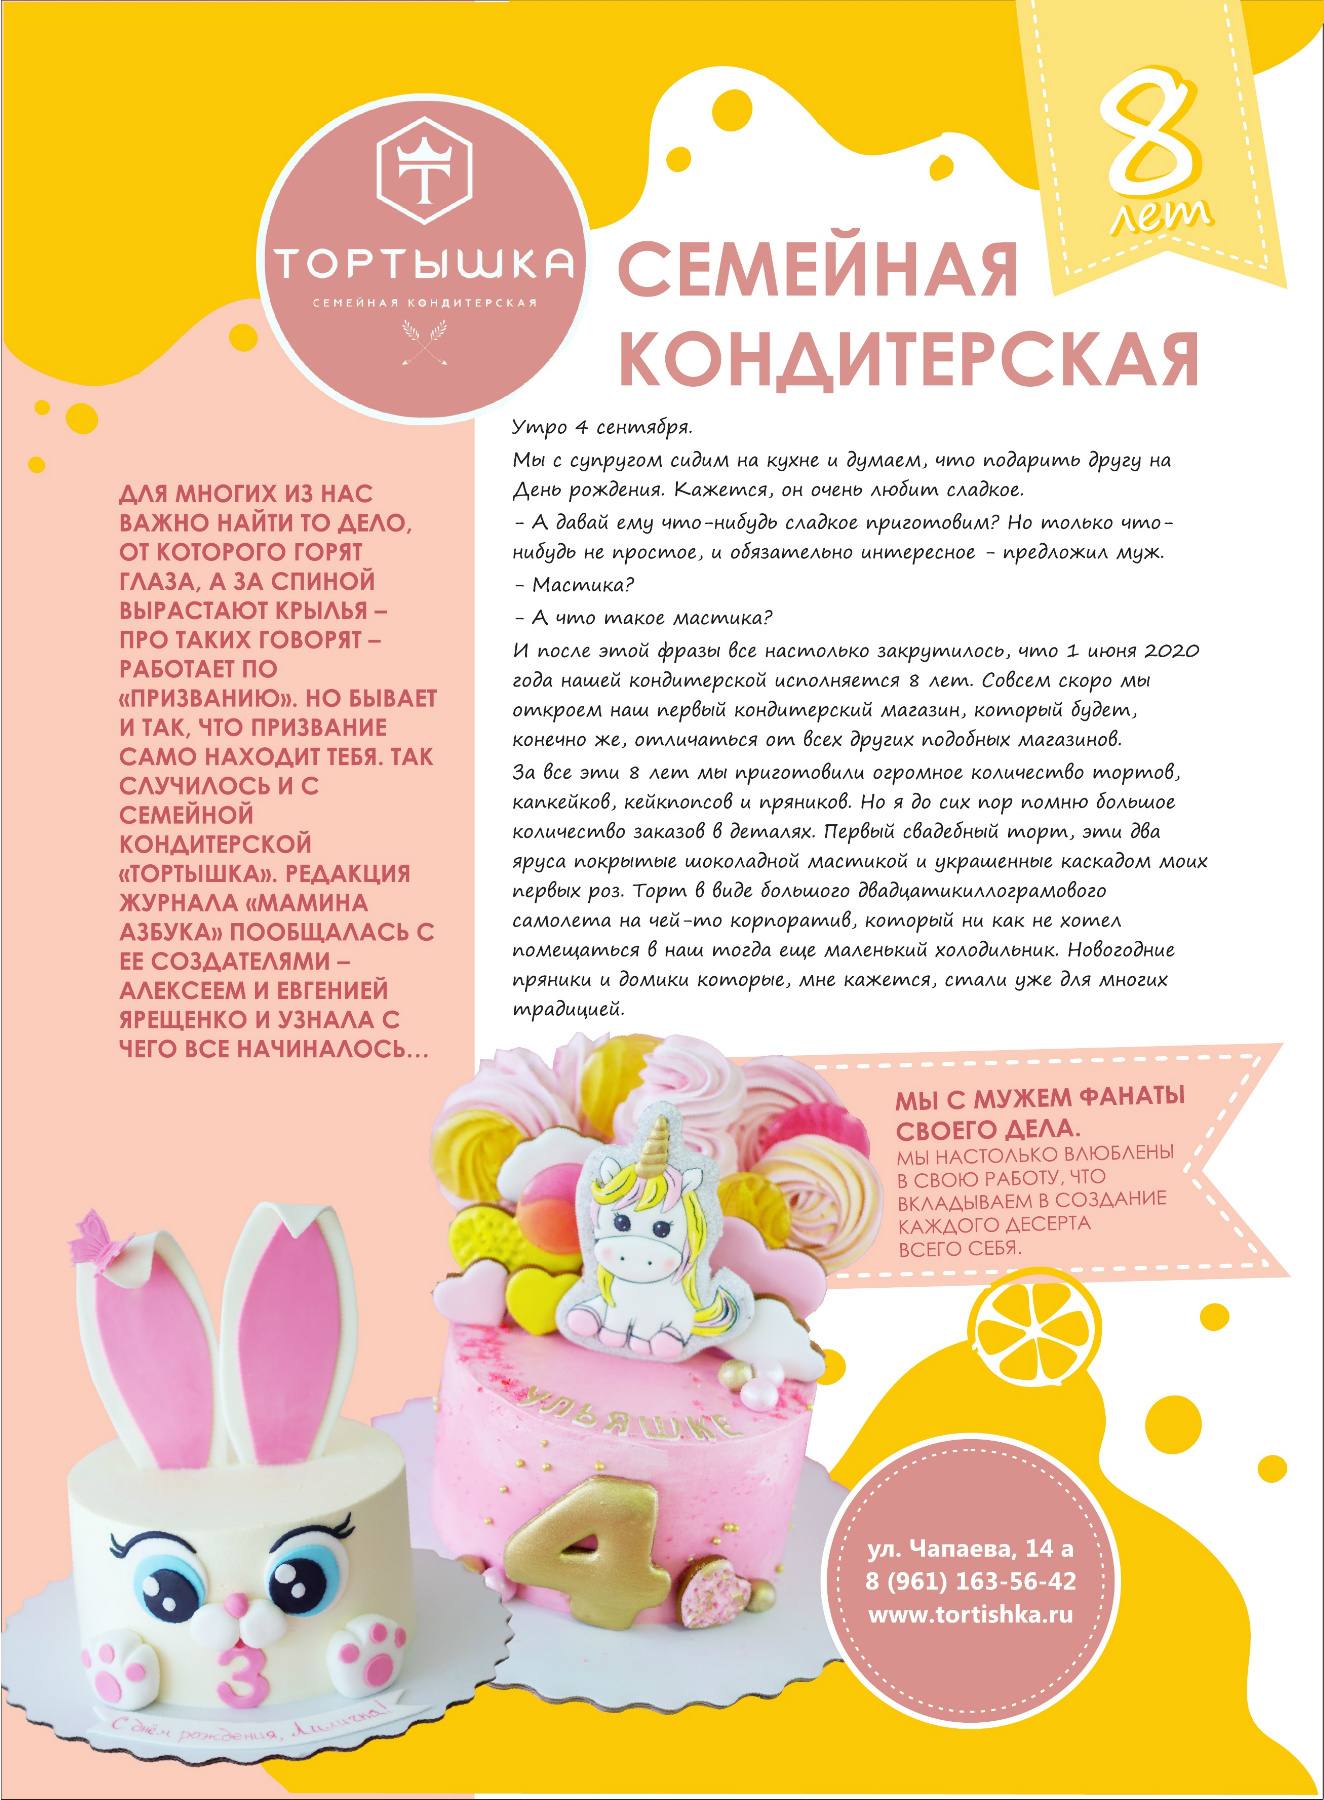 8
лет
Т
ТОРТЫШКА
СЕМЕЙНАЯ КОНДИТЕРСКАЯ
СЕМЕЙНАЯ
КОНДИТЕРСКАЯ
ДЛЯ МНОГИХ ИЗ НАС
ВАЖНО НАЙТИ ТО ДЕЛО,
ОТ КОТОРОГО ГОРЯТ
ГЛАЗА, А ЗА СПИНОЙ
ВЫРАСТАЮТ КРЫЛЬЯ –
ПРО ТАКИХ ГОВОРЯТ –
РАБОТАЕТ ПО
«ПРИЗВАНИЮ». НО БЫВАЕТ
И ТАК, ЧТО ПРИЗВАНИЕ
САМО НАХОДИТ ТЕБЯ. ТАК
СЛУЧИЛОСЬ И С
СЕМЕЙНОЙ
КОНДИТЕРСКОЙ
«ТОРТЫШКА». РЕДАКЦИЯ
ЖУРНАЛА «МАМИНА
АЗБУКА» ПООБЩАЛАСЬ С
ЕЕ СОЗДАТЕЛЯМИ –
АЛЕКСЕЕМ И ЕВГЕНИЕЙ
ЯРЕЩЕНКО И УЗНАЛА С
ЧЕГО ВСЕ НАЧИНАЛОСЬ...
Утро 4 сентября.
Мы с супругом сидим на кухне и думаем, что подарить другу на
День рождения. Кажется, он очень любит сладкое.
- А давай ему что-нибудь сладкое приготовим? Но только что-
нибудь не простое, и обязательно интересное - предложил муж.
- Мастика?
- А что такое мастика?
И после этой фразы все настолько закрутилось, что 1 июня 2020
года нашей кондитерской исполняется 8 лет. Совсем скоро мы
откроем наш первый кондитерский магазин, который будет,
конечно же, отличаться от всех других подобных магазинов.
За все эти 8 лет мы приготовили огромное количество тортов,
капкейков, кейкпопсов и пряников. Но я до сих пор помню большое
количество заказов в деталях. Первый свадебный торт, эти два
яруса покрытые шоколадной мастикой и украшенные каскадом моих
первых роз. Торт в виде большого двадцатикиллограмового
самолета на чей-то корпоратив, который ни как не хотел
помещаться в наш тогда еще маленький холодильник. Новогодние
пряники и домики которые, мне кажется, стали уже для многих
традицией.
МЫ С МУЖЕМ ФАНАТЫ
СВОЕГО ДЕЛА.
МЫ НАСТОЛЬКО ВЛЮБЛЕНЫ
В СВОЮ РАБОТУ, ЧТО
ВКЛАДЫВАЕМ В СОЗДАНИЕ
КАЖДОГО ДЕСЕРТА
ВСЕГО СЕБЯ.
УЛЬЯШКЕ
4
3
С днём рождения, Лиличка!
ул. Чапаева, 14 а
8 (961) 163-56-42
www.tortishka.ru